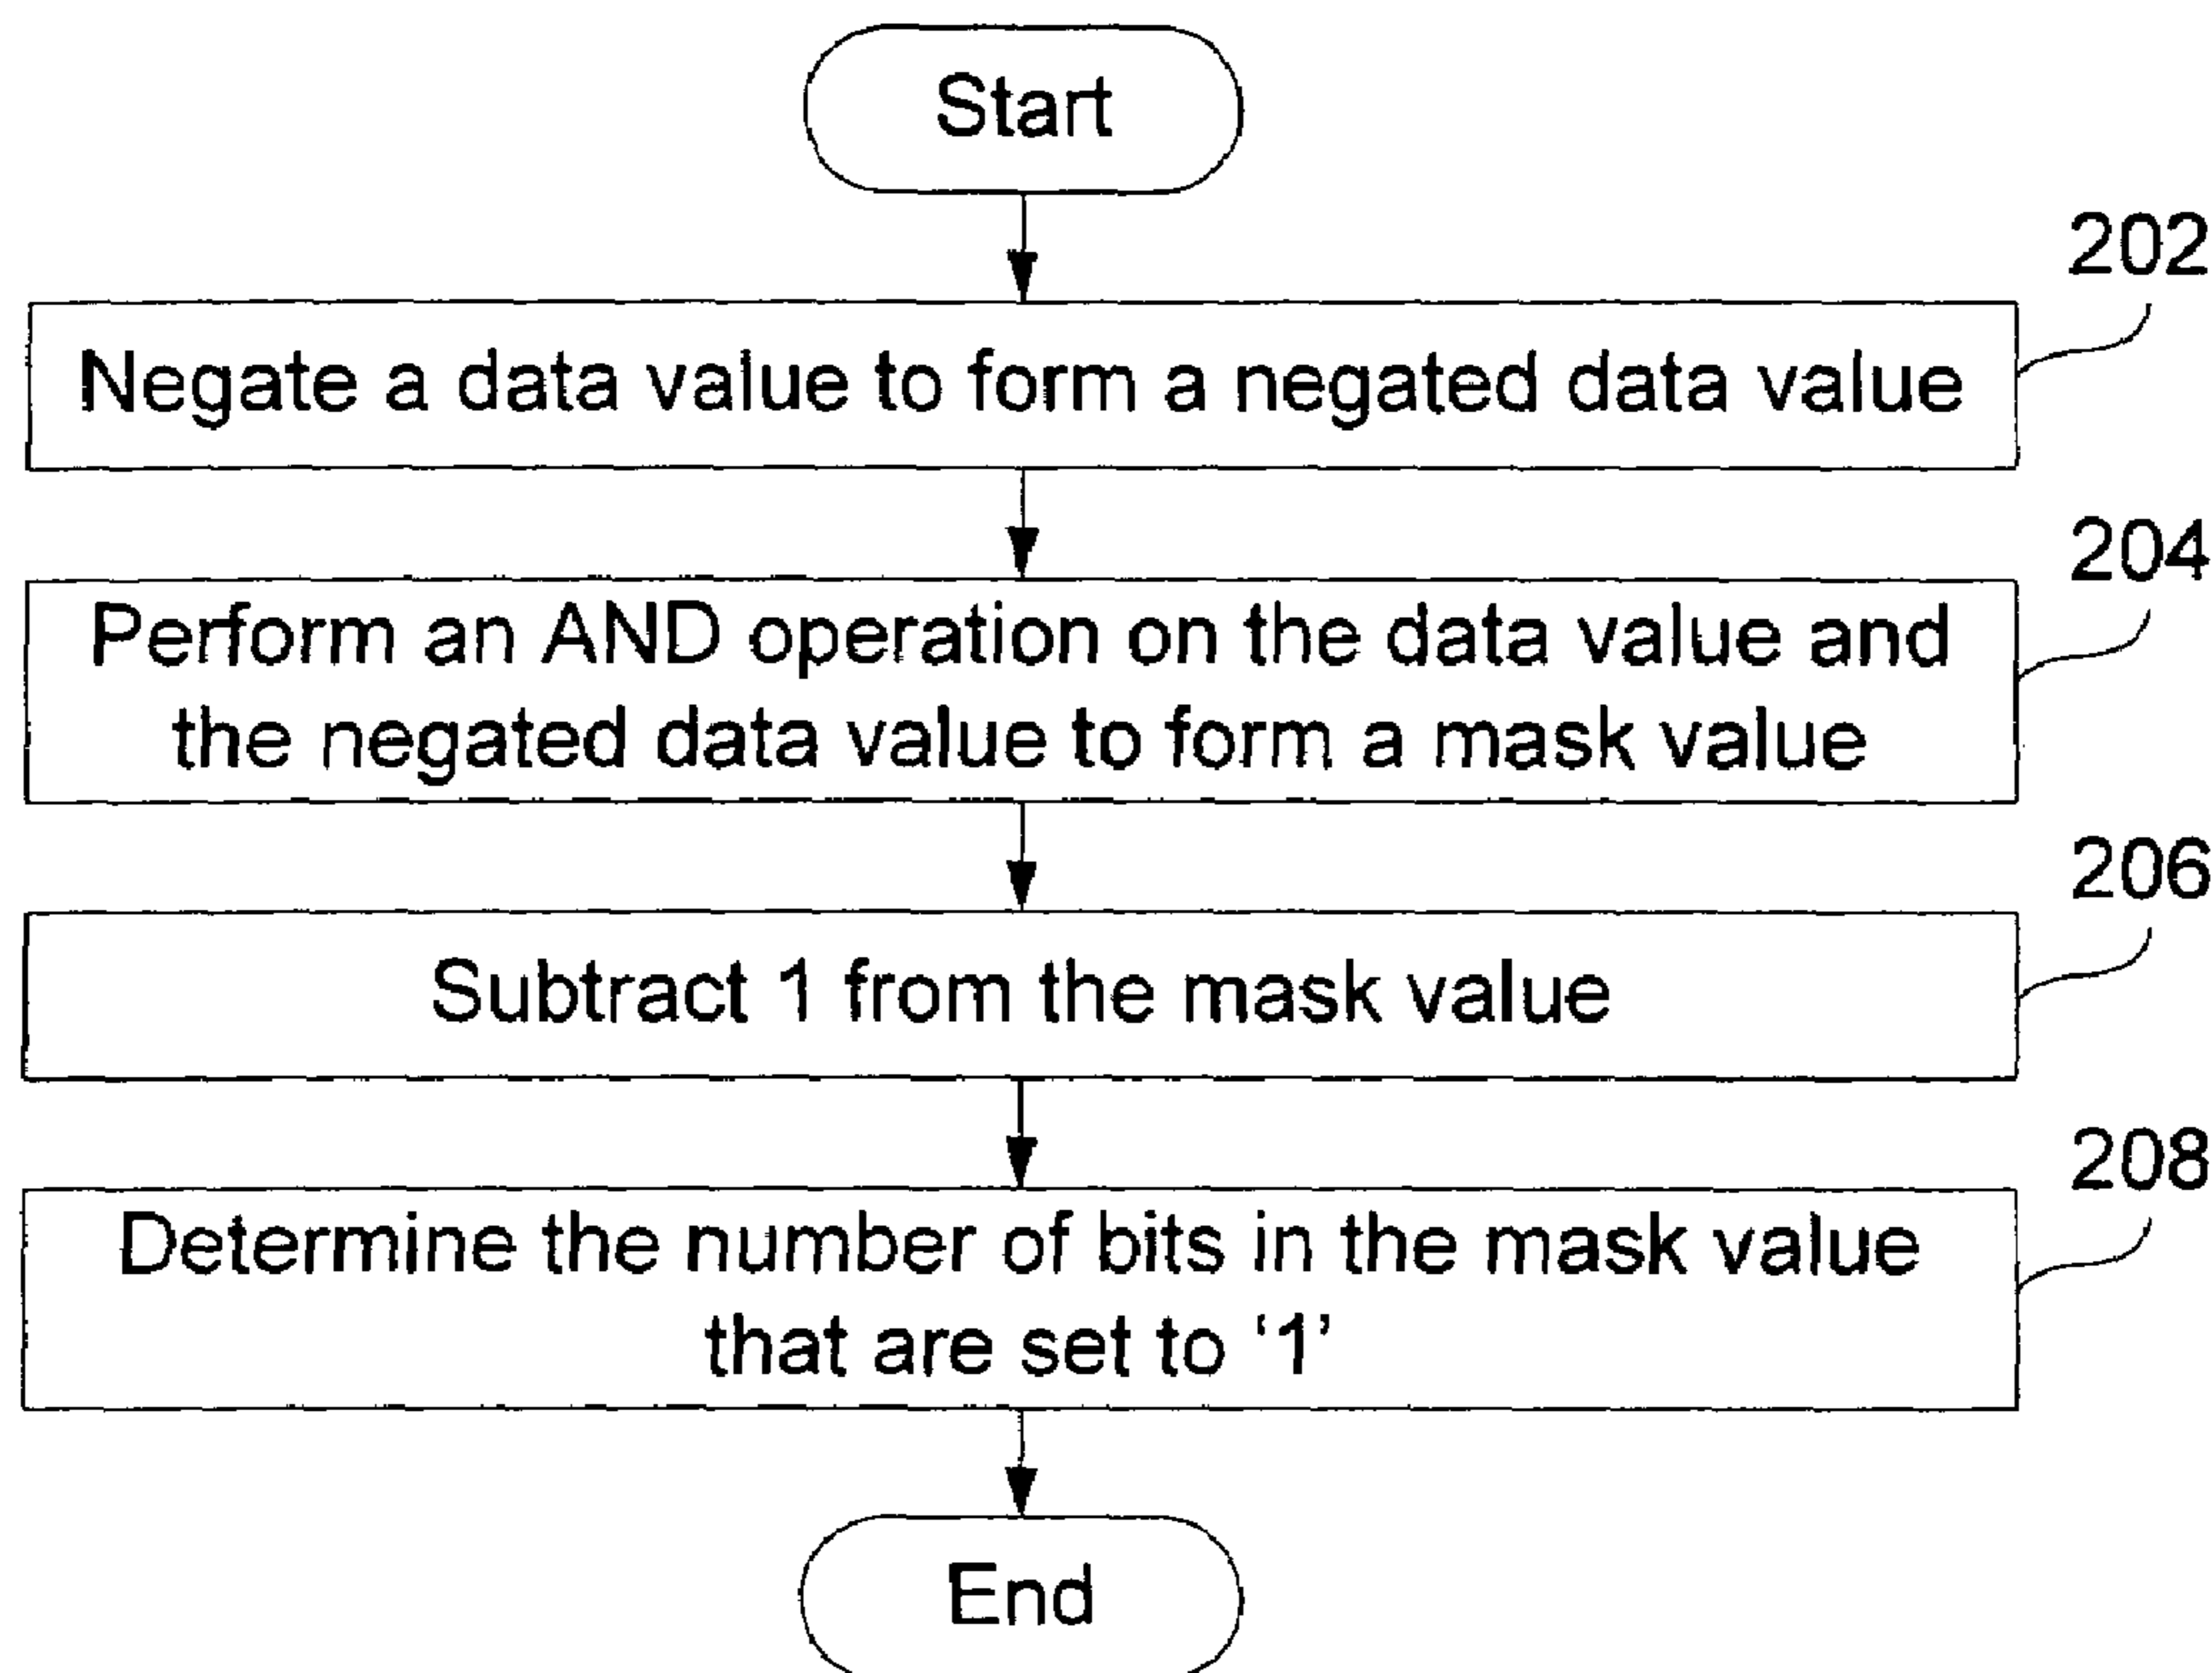 Start
202
Negate a data value to form a negated data value
204
Perform an AND operation on the data value and
the negated data value to form a mask value
206
Subtract 1 from the mask value
208
Determine the number of bits in the mask value
that are set to ‘1’
End